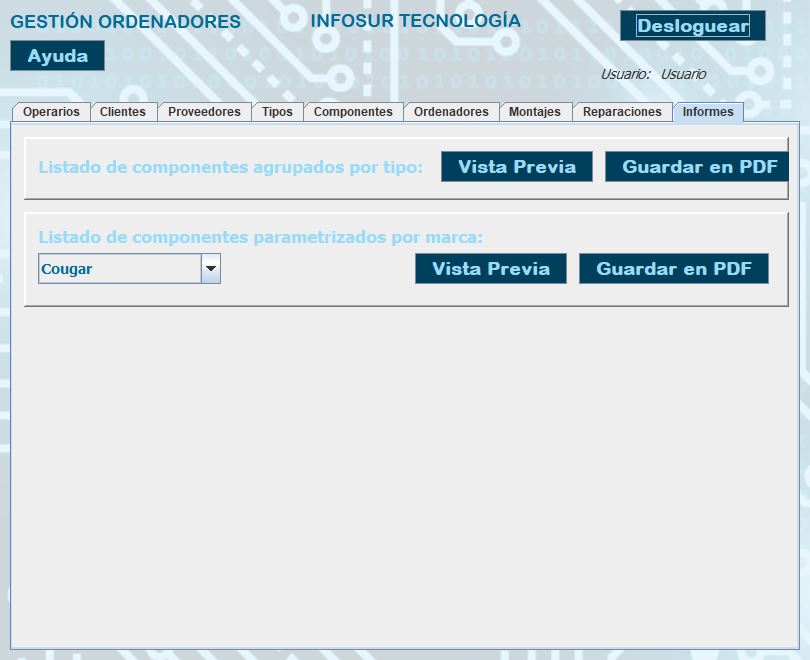 GESTIÓN ORDENADORES
INFOSUR TECNOLOGÍA
Desloguear
Ayuda
Usuario: Usuario
Operarios Clientes Proveedores Tipos Componentes Ordenadores Montajes Reparaciones Informes
Listado de componentes agrupados por tipo: Vista Previa Guardar en PDF
Listado de componentes parametrizados por marca:
Cougar Vista Previa Guardar en PDF